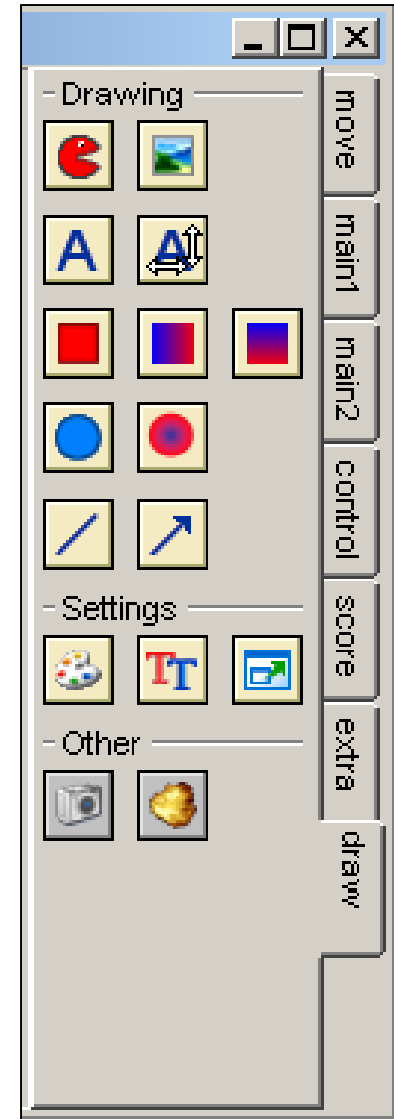 Drawing
A
A
Settings
TT
Other
move
main1
main2
control
score
extra
draw